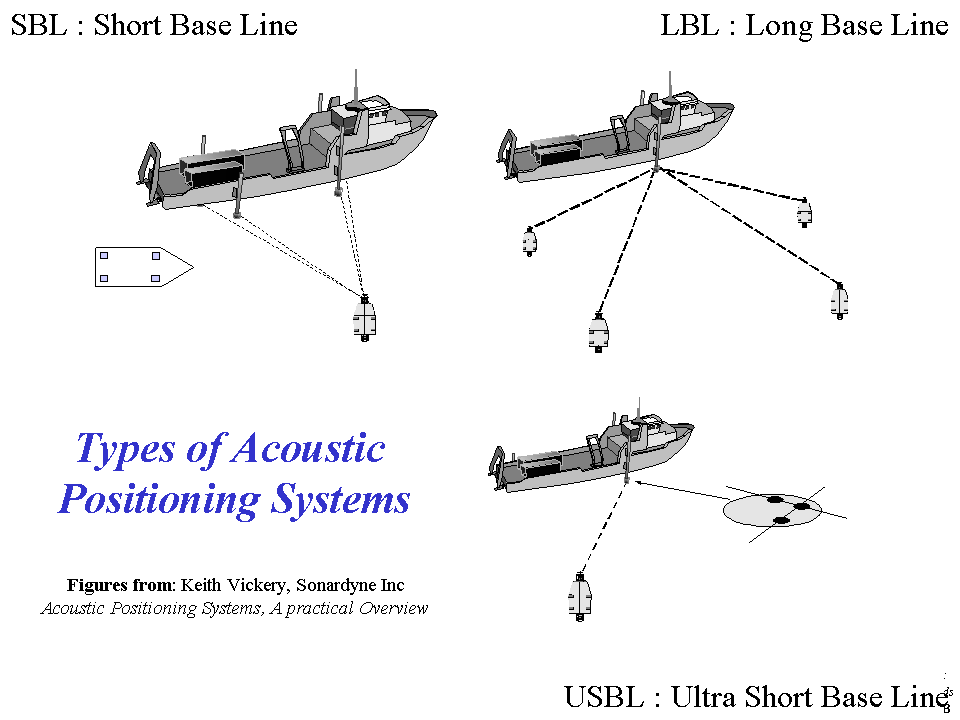 SBL : Short Base Line
LBL : Long Base Line
Types of Acoustic
Positioning Systems
Figures from: Keith Vickery, Sonardyne Inc
Acoustic Positioning Systems, A practical Overview
USBL : Ultra Short Base Line